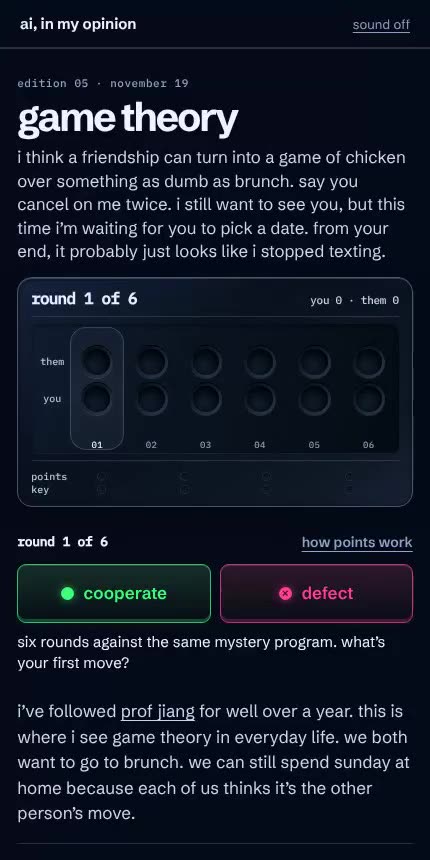 ai, in my opinion
sound off
edition 05 · november 19
game theory
i think a friendship can turn into a game of chicken
over something as dumb as brunch. say you
cancel on me twice. i still want to see you, but this
time i'm waiting for you to pick a date. from your
end, it probably just looks like i stopped texting.
round 1 of 6
you 0 · them 0
them
you
01 02 03 04 05 06
points
key
round 1 of 6
how points work
cooperate
defect
six rounds against the same mystery program. what's
your first move?
i've followed prof jiang for well over a year. this is
where i see game theory in everyday life. we both
want to go to brunch. we can still spend sunday at
home because each of us thinks it's the other
person's move.